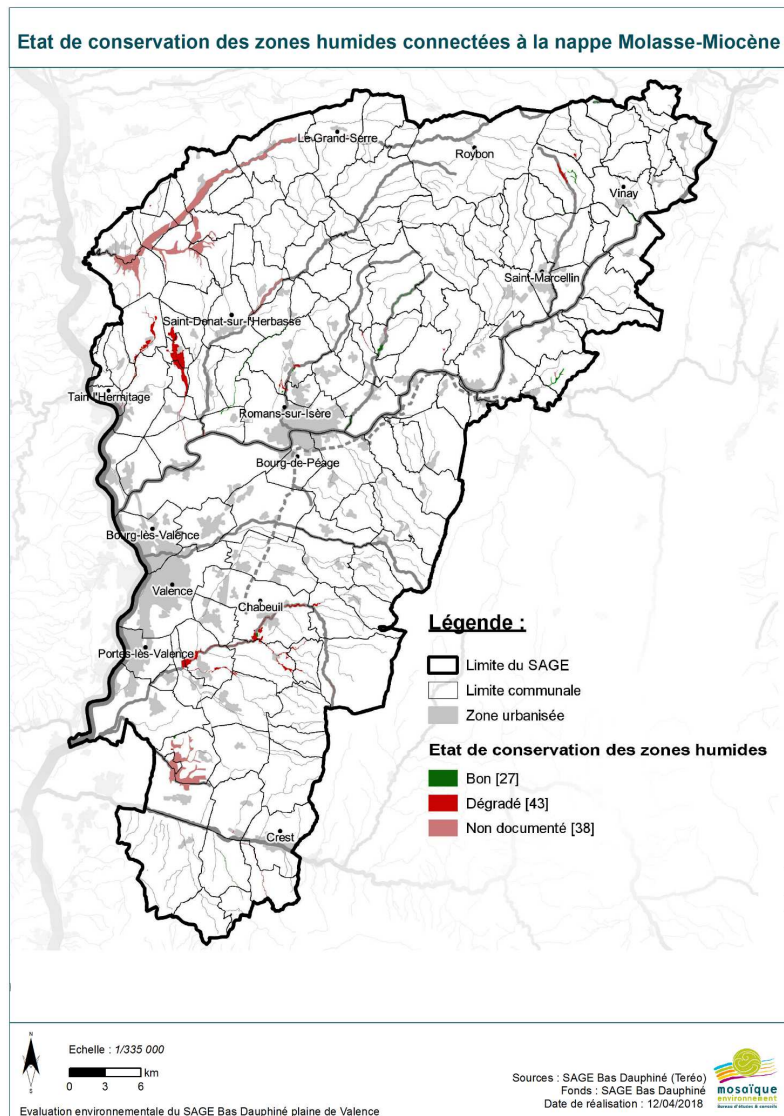 Etat de conservation des zones humides connectées à la nappe Molasse-Miocène
Le Grand-Serre
Roybon
Vinay
Saint-Marcellin
Saint-Donat-sur-l'Herbasse
Tain l'Hermitage
Romans-sur-Isère
Bourg-de-Péage
Bourg-lès-Valence
Valence
Chabeuil
Portes-lès-Valence
Crest
Légende :
Limite du SAGE
Limite communale
Zone urbanisée
Etat de conservation des zones humides
Bon [27]
Dégradé [43]
Non documenté [38]
N
S
Echelle : 1/335 000
km
0 3 6
Evaluation environnementale du SAGE Bas Dauphiné plaine de Valence
Sources : SAGE Bas Dauphiné (Teréo)
Fonds : SAGE Bas Dauphiné
Date de réalisation : 12/04/2018
mosaïque
environnement
Bureau d'études & conseils